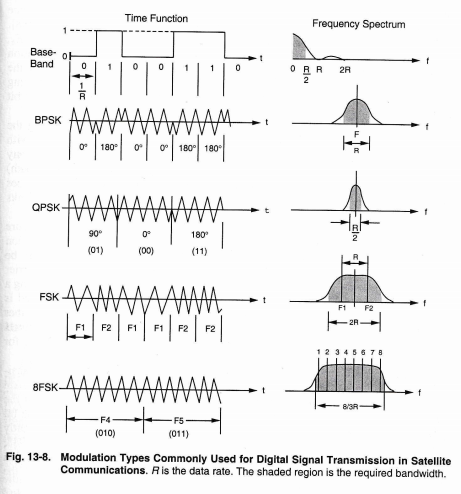 Time Function
Frequency Spectrum
1
Base-
Band
0
t
0 1 0 0 1 1 0
1
R
0 R R 2R
2
f
BPSK
t
0° 180° 0° 0° 180° 180°
F
R
f
QPSK
t
90° 0° 180°
(01) (00) (11)
R
2
f
FSK
t
F1 F2 F1 F1 F2 F2
R
F1 F2
2R
f
8FSK
t
F4 F5
(010) (011)
1 2 3 4 5 6 7 8
8/3R
f
Fig. 13-8. Modulation Types Commonly Used for Digital Signal Transmission in Satellite
Communications. R is the data rate. The shaded region is the required bandwidth.